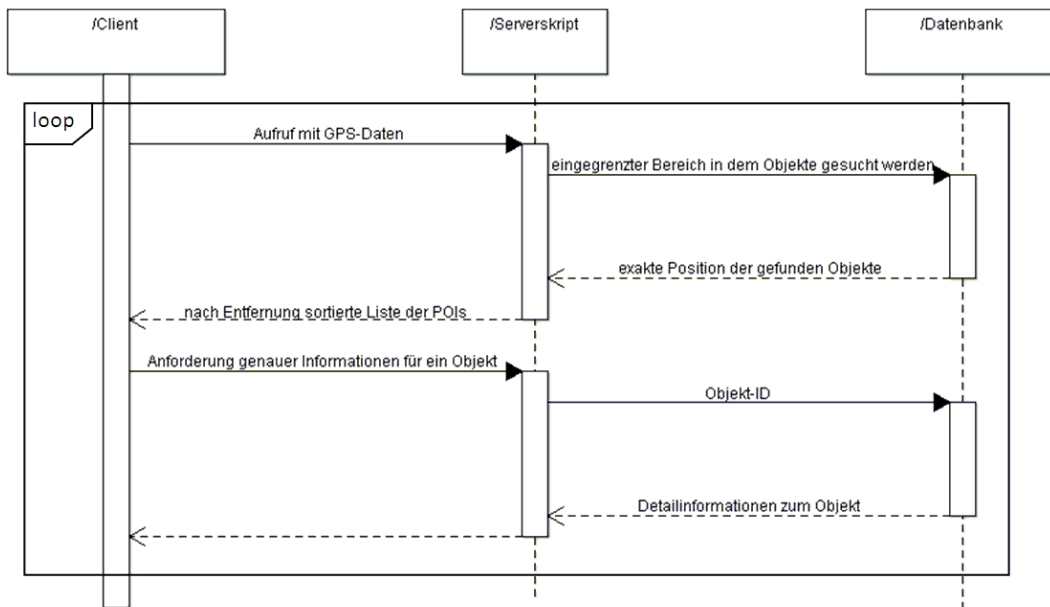 /Client
/Serverskript
/Datenbank
loop
Aufruf mit GPS-Daten
eingegrenzter Bereich in dem Objekte gesucht werden
exakte Position der gefunden Objekte
nach Entfernung sortierte Liste der POIs
Anforderung genauer Informationen für ein Objekt
Objekt-ID
Detailinformationen zum Objekt